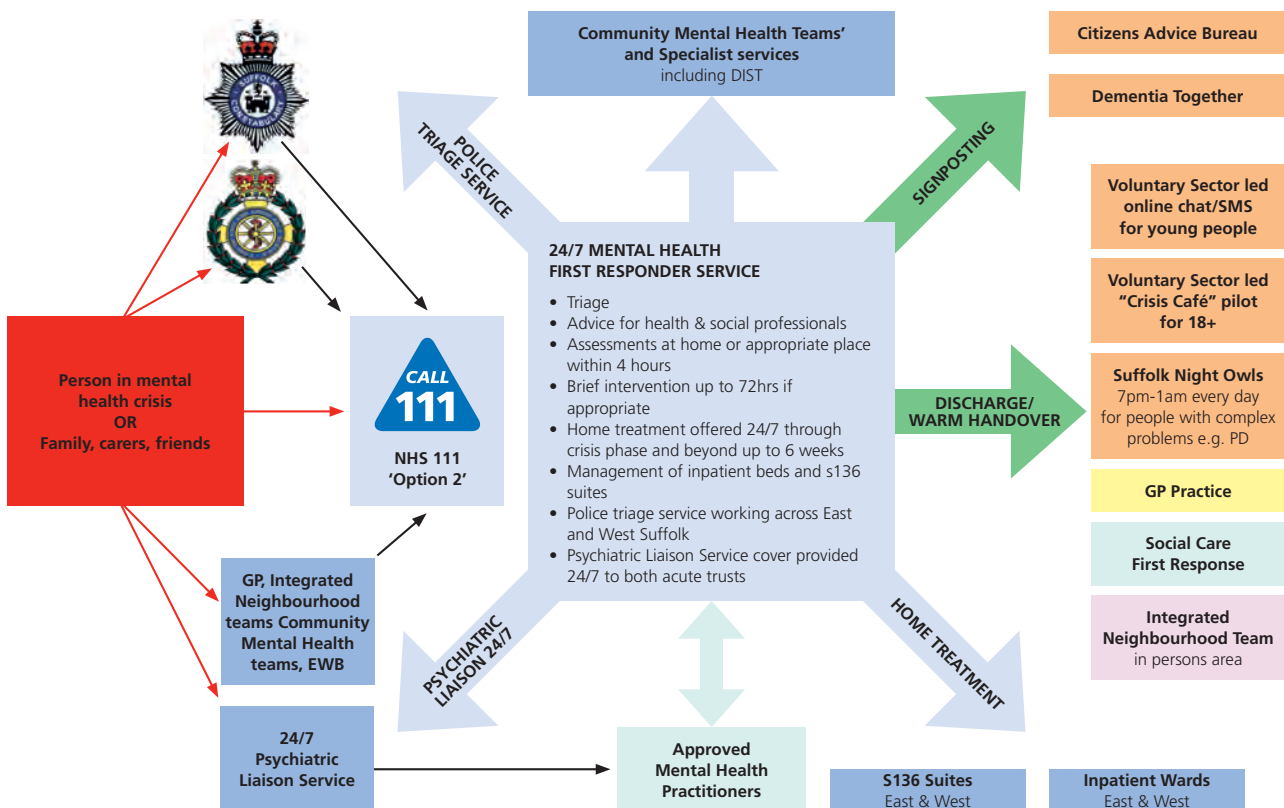 SUFFOLK
CONSTABULARY
Person in mental
health crisis
OR
Family, carers, friends
CALL
111
NHS 111
'Option 2'
GP, Integrated
Neighbourhood
teams Community
Mental Health
teams, EWB
24/7
Psychiatric
Liaison Service
POLICE
TRIAGE SERVICE
Community Mental Health Teams’
and Specialist services
including DIST
SIGNPOSTING
24/7 MENTAL HEALTH
FIRST RESPONDER SERVICE
• Triage
• Advice for health & social professionals
• Assessments at home or appropriate place
within 4 hours
• Brief intervention up to 72hrs if
appropriate
• Home treatment offered 24/7 through
crisis phase and beyond up to 6 weeks
• Management of inpatient beds and s136
suites
• Police triage service working across East
and West Suffolk
• Psychiatric Liaison Service cover provided
24/7 to both acute trusts
DISCHARGE/
WARM HANDOVER
PSYCHIATRIC
LIAISON 24/7
HOME TREATMENT
Approved
Mental Health
Practitioners
S136 Suites
East & West
Inpatient Wards
East & West
Citizens Advice Bureau
Dementia Together
Voluntary Sector led
online chat/SMS
for young people
Voluntary Sector led
“Crisis Café” pilot
for 18+
Suffolk Night Owls
7pm-1am every day
for people with complex
problems e.g. PD
GP Practice
Social Care
First Response
Integrated
Neighbourhood Team
in persons area